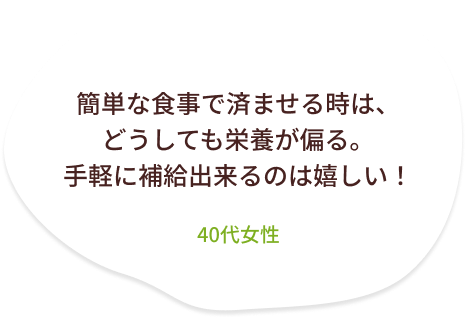 簡単な食事で済ませる時は、
どうしても栄養が偏る。
手軽に補給出来るのは嬉しい！
40代女性